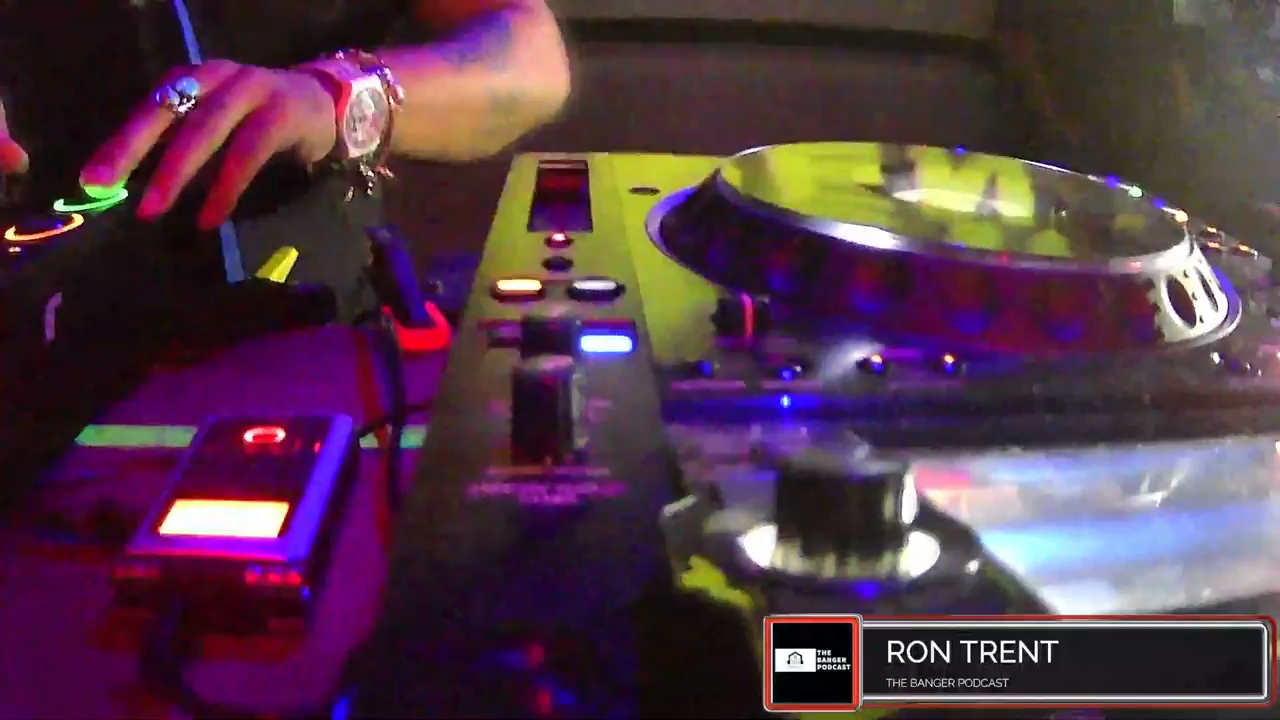 THE
BANGER
PODCAST
RON TRENT
THE BANGER PODCAST